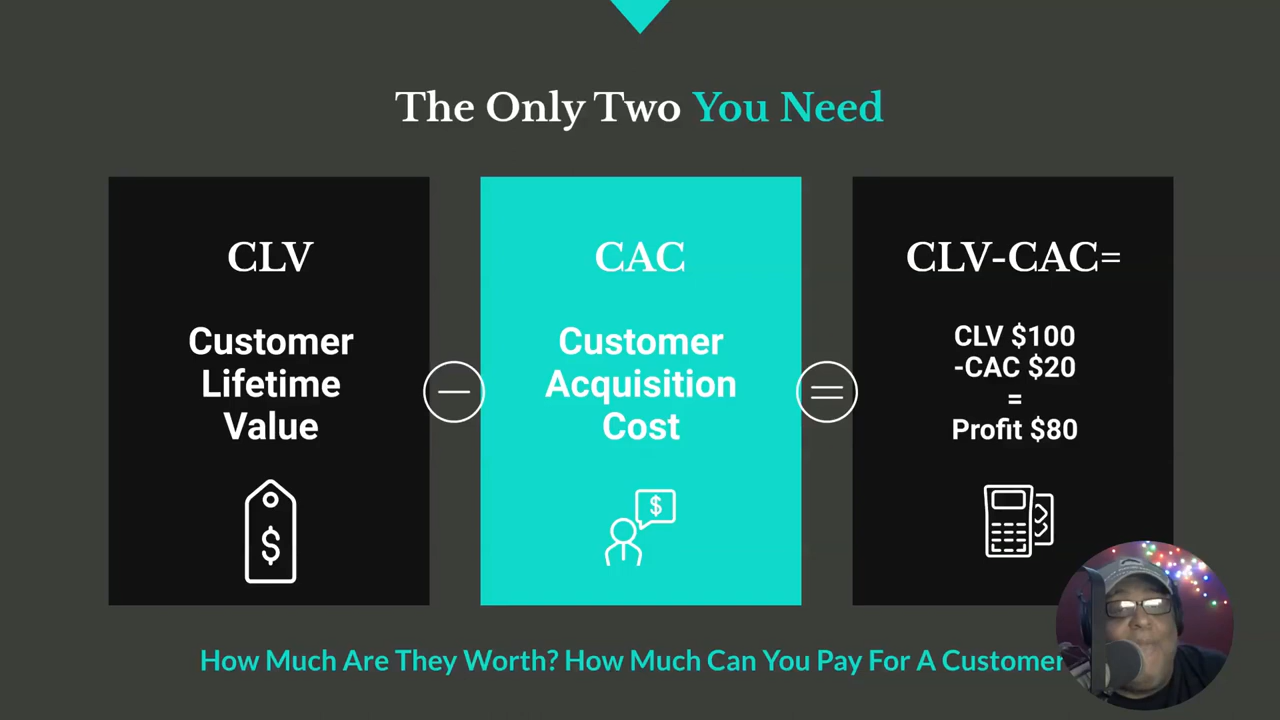 The Only Two You Need
CLV
Customer
Lifetime
Value
$
CAC
Customer
Acquisition
Cost
$
CLV-CAC=
CLV $100
-CAC $20
=
Profit $80
How Much Are They Worth? How Much Can You Pay For A Customer